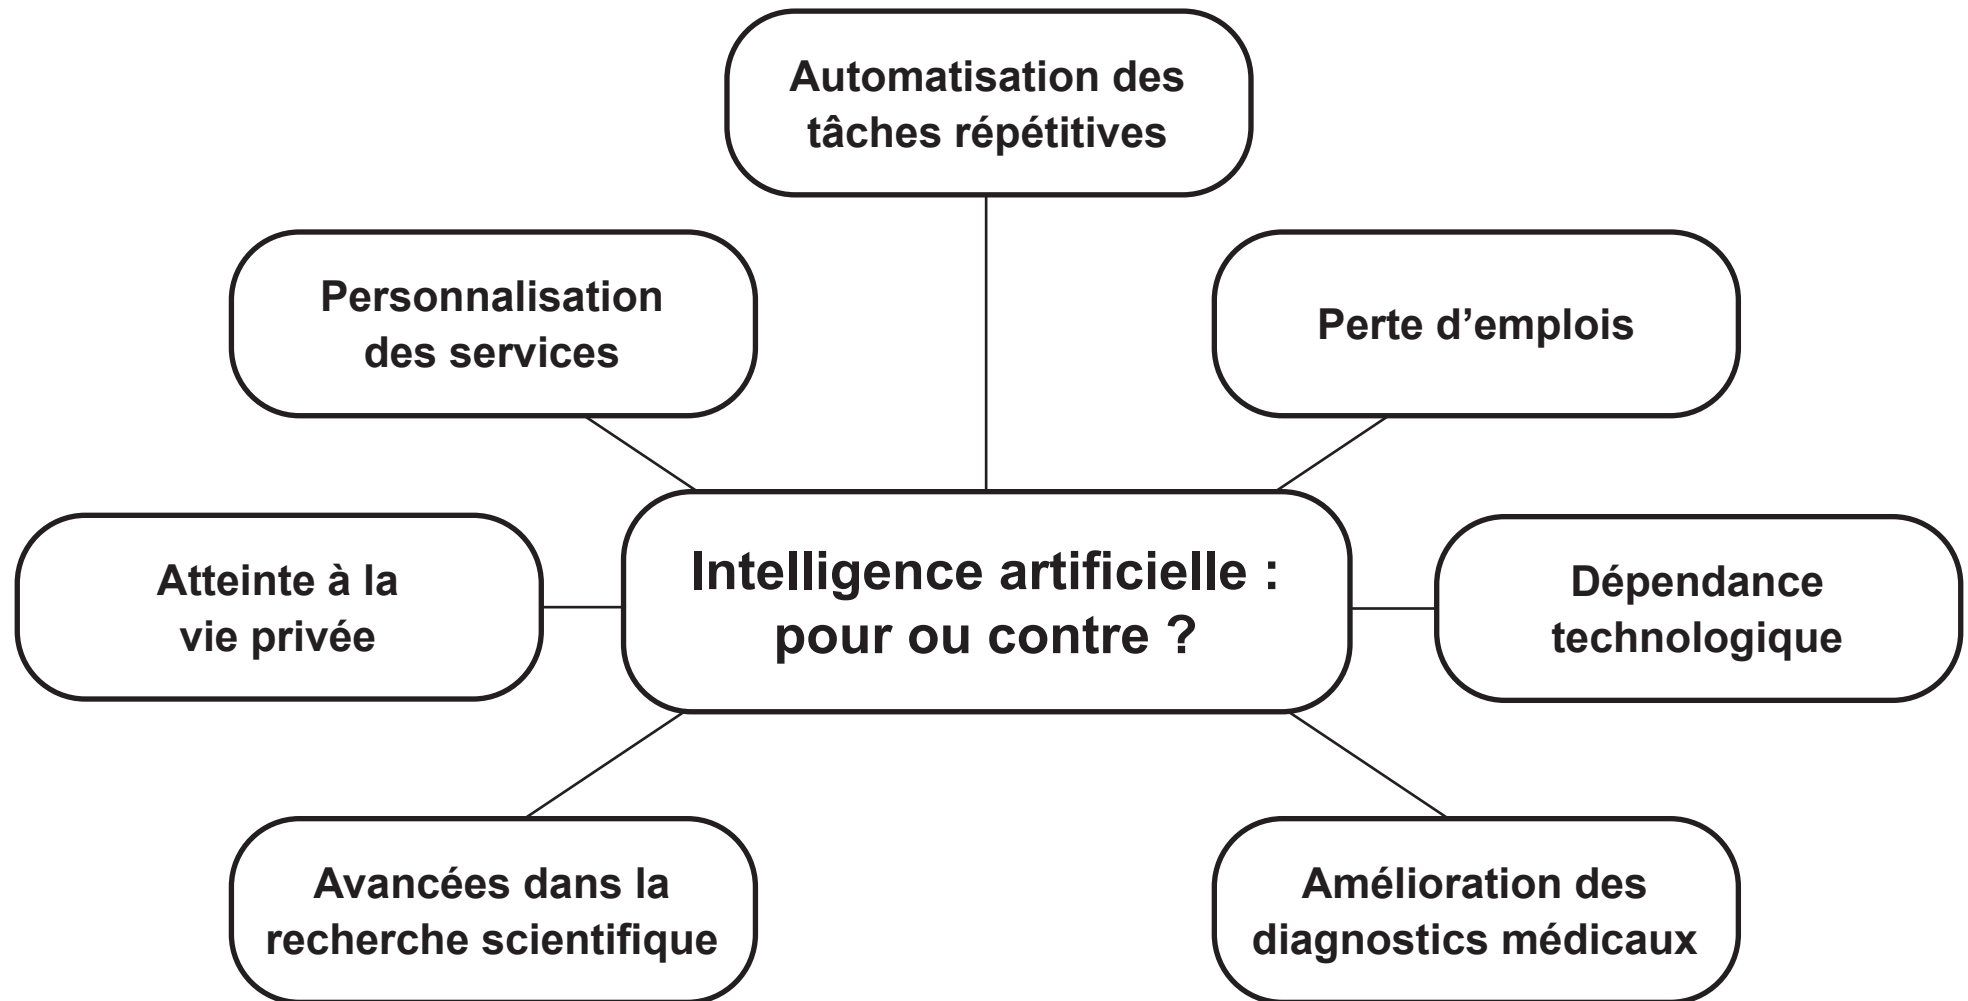 Automatisation des
tâches répétitives
Personnalisation
des services
Perte d’emplois
Atteinte à la
vie privée
Intelligence artificielle :
pour ou contre ?
Dépendance
technologique
Avancées dans la
recherche scientifique
Amélioration des
diagnostics médicaux